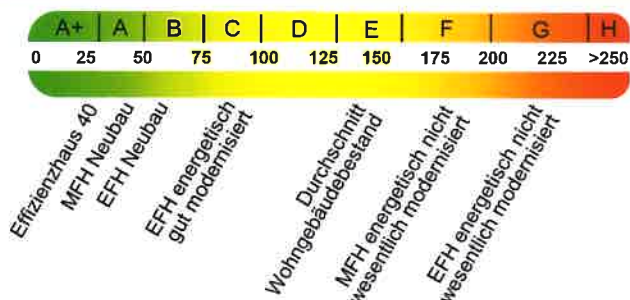 A+ A B C D E F G H
0 25 50 75 100 125 150 175 200 225 >250
Effizienzhaus 40
MFH Neubau
EFH Neubau
EFH energetisch
gut modernisiert
Durchschnitt
Wohngebäudebestand
MFH energetisch nicht
wesentlich modernisiert
EFH energetisch nicht
wesentlich modernisiert